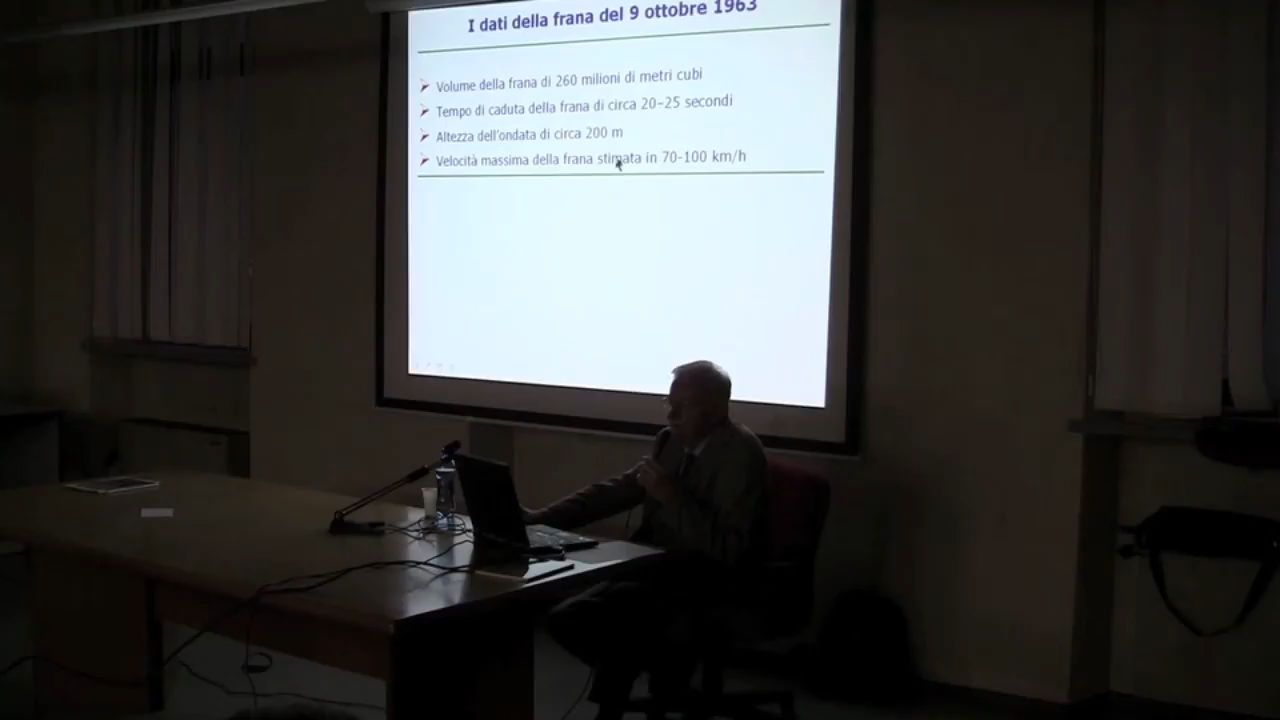 I dati della frana del 9 ottobre 1963
Volume della frana di 260 milioni di metri cubi
Tempo di caduta della frana di circa 20-25 secondi
Altezza dell'ondata di circa 200 m
Velocità massima della frana stimata in 70-100 km/h